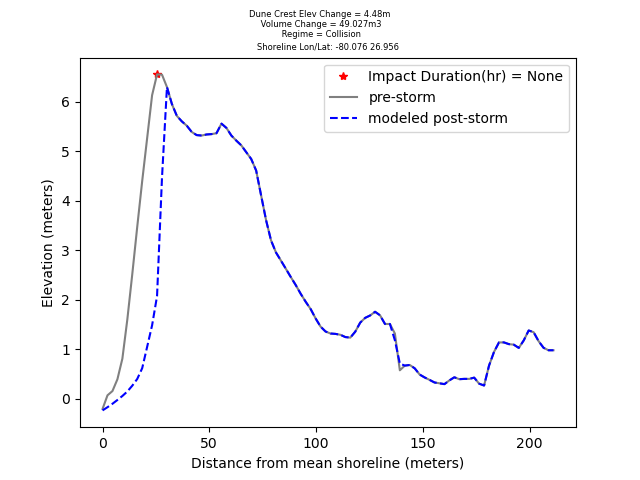 Dune Crest Elev Change = 4.48m
Volume Change = 49.027m3
Regime = Collision
Shoreline Lon/Lat: -80.076 26.956
Impact Duration(hr) = None
pre-storm
modeled post-storm
Elevation (meters)
6
5
4
3
2
1
0
0 50 100 150 200
Distance from mean shoreline (meters)